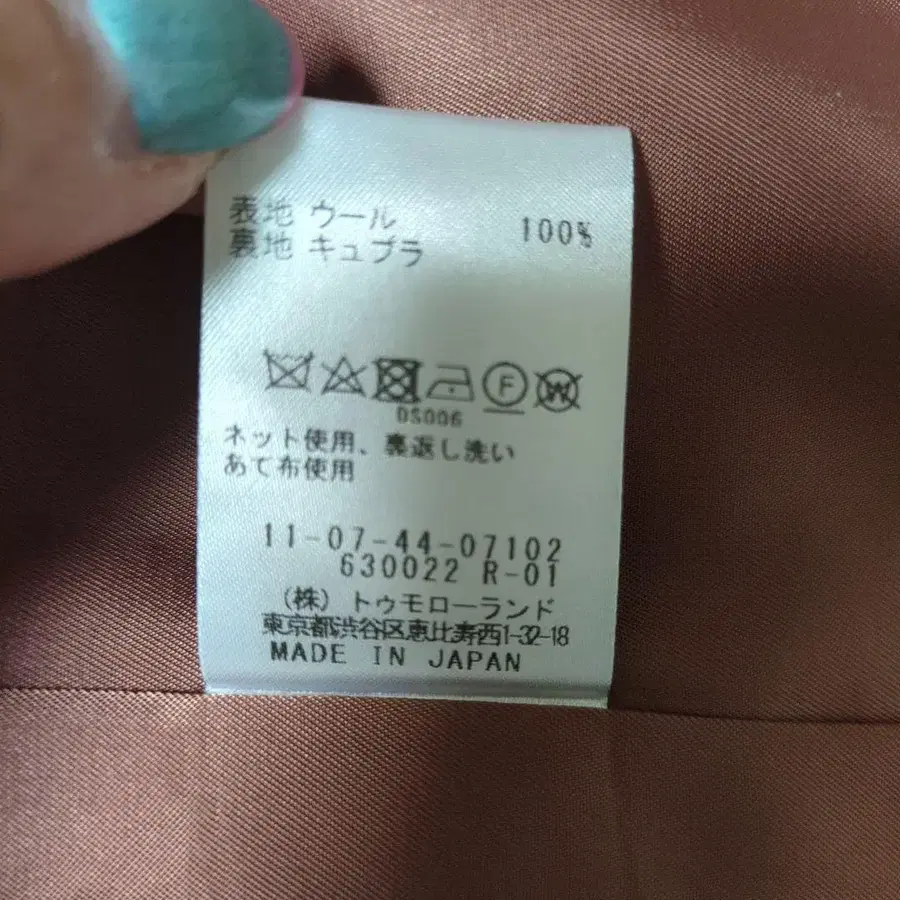 表地 ウール 100%
裏地 キュプラ
F W
DS006
ネット使用、裏返し洗い
あて布使用
11-07-44-07102
630022 R-01
(株) トゥモローランド
東京都渋谷区恵比寿西1-32-18
MADE IN JAPAN